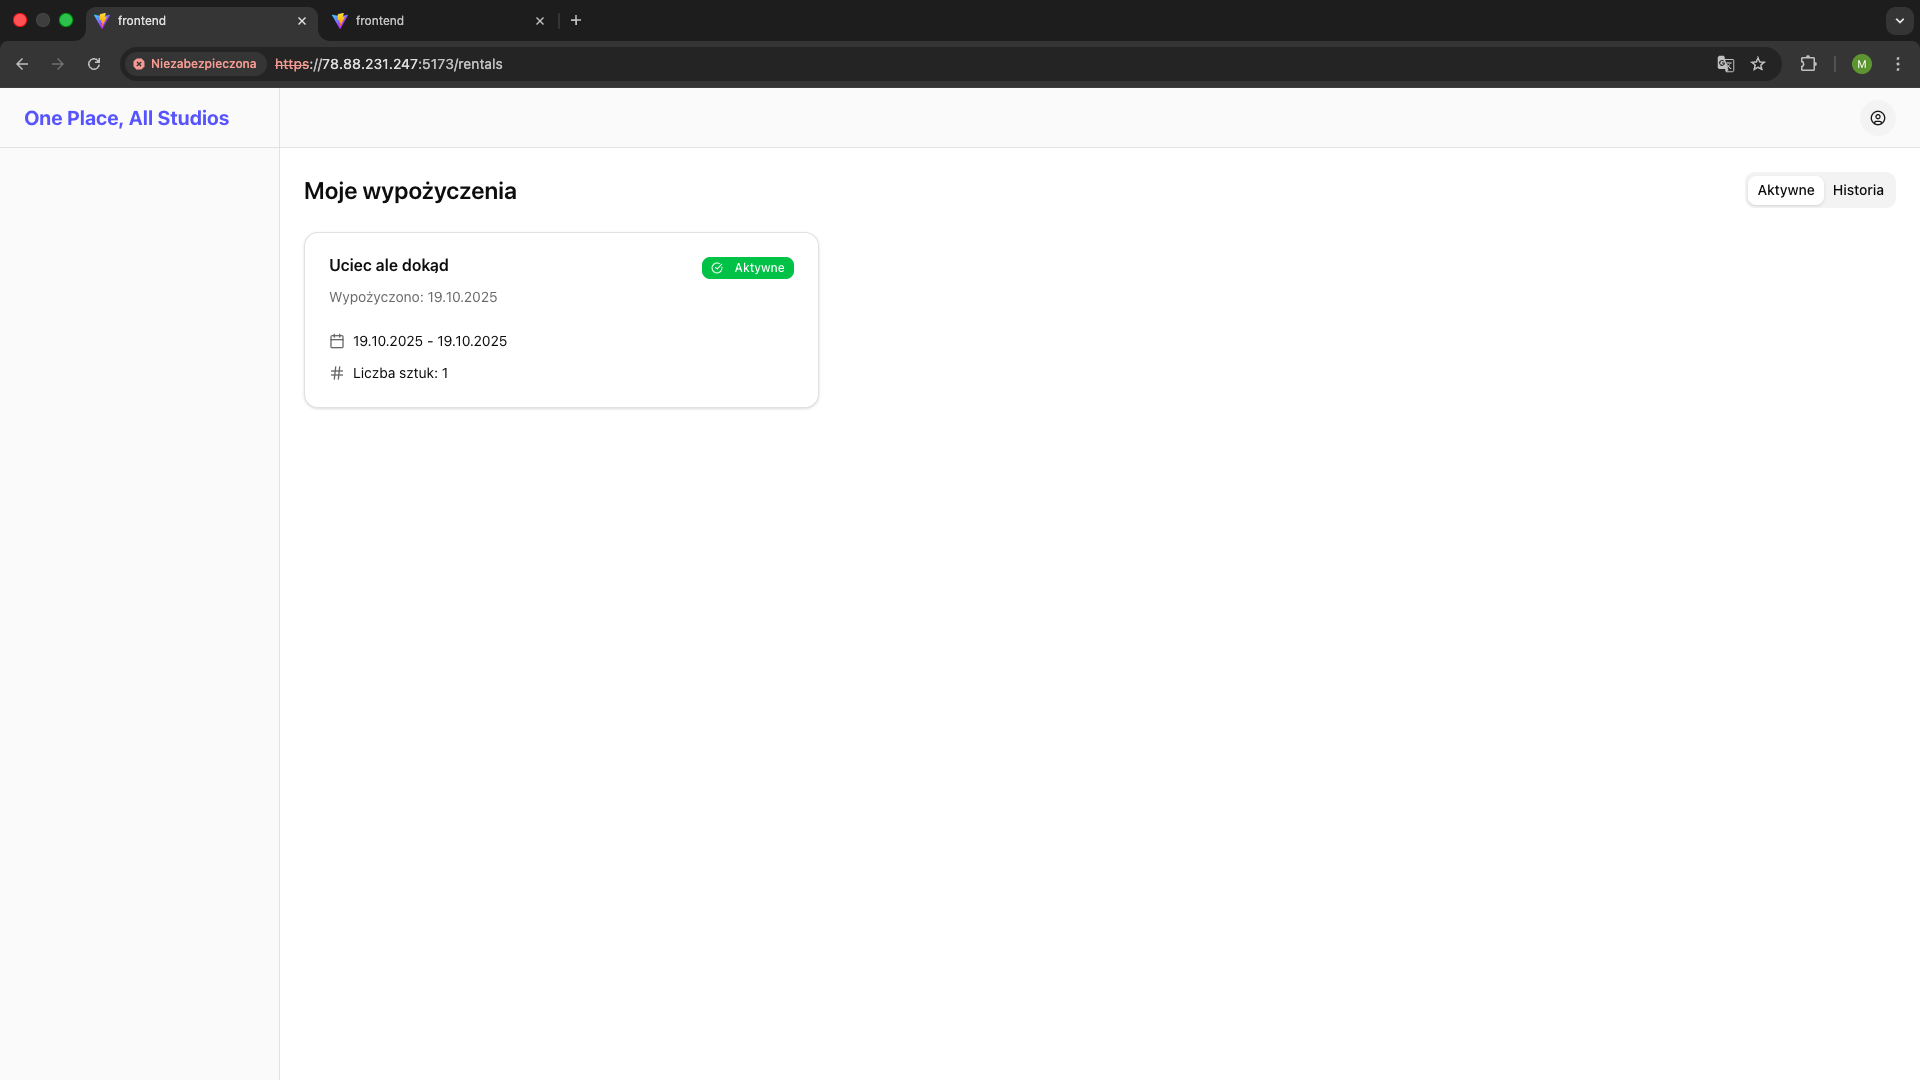 frontend
frontend
Niezabezpieczona https://78.88.231.247:5173/rentals
M
One Place, All Studios
Moje wypożyczenia
Aktywne Historia
Uciec ale dokąd
Aktywne
Wypożyczono: 19.10.2025
19.10.2025 - 19.10.2025
Liczba sztuk: 1